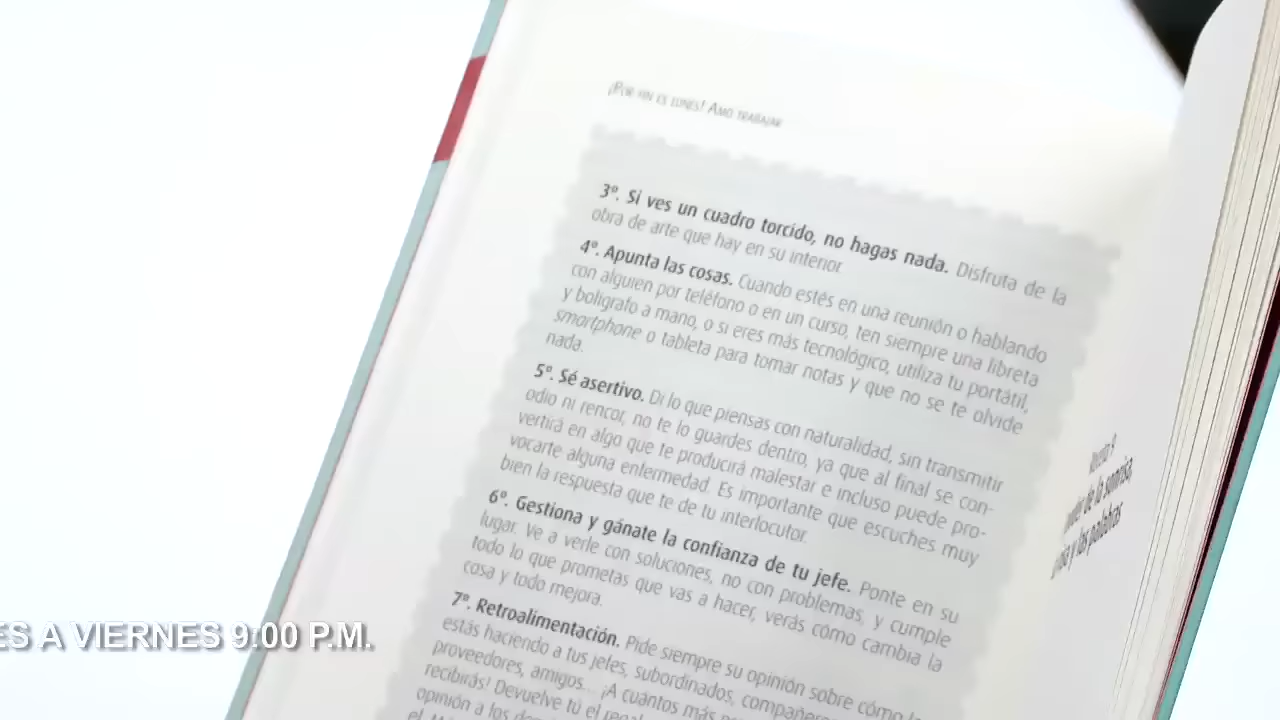 ¡POR FIN ES LUNES! AMO TRABAJAR
3º. Si ves un cuadro torcido, no hagas nada. Disfruta de la
obra de arte que hay en su interior.
4º. Apunta las cosas. Cuando estés en una reunión o hablando
con alguien por teléfono o en un curso, ten siempre una libreta
y bolígrafo a mano, o si eres más tecnológico, utiliza tu portátil,
smartphone o tableta para tomar notas y que no se te olvide
nada.
5º. Sé asertivo. Di lo que piensas con naturalidad, sin transmitir
odio ni rencor, no te lo guardes dentro, ya que al final se con-
vertirá en algo que te producirá malestar e incluso puede pro-
vocarte alguna enfermedad. Es importante que escuches muy
bien la respuesta que te de tu interlocutor.
6º. Gestiona y gánate la confianza de tu jefe. Ponte en su
lugar. Ve a verle con soluciones, no con problemas, y cumple
todo lo que prometas que vas a hacer, verás cómo cambia la
cosa y todo mejora.
7º. Retroalimentación. Pide siempre su opinión sobre cómo
estás haciendo a tus jefes, subordinados, compañer
proveedores, amigos... ¡A cuantos más
recibirás! Devuelve tú el
opinión a los
de la sonrisa,
y las palabras
ES A VIERNES 9:00 P.M.